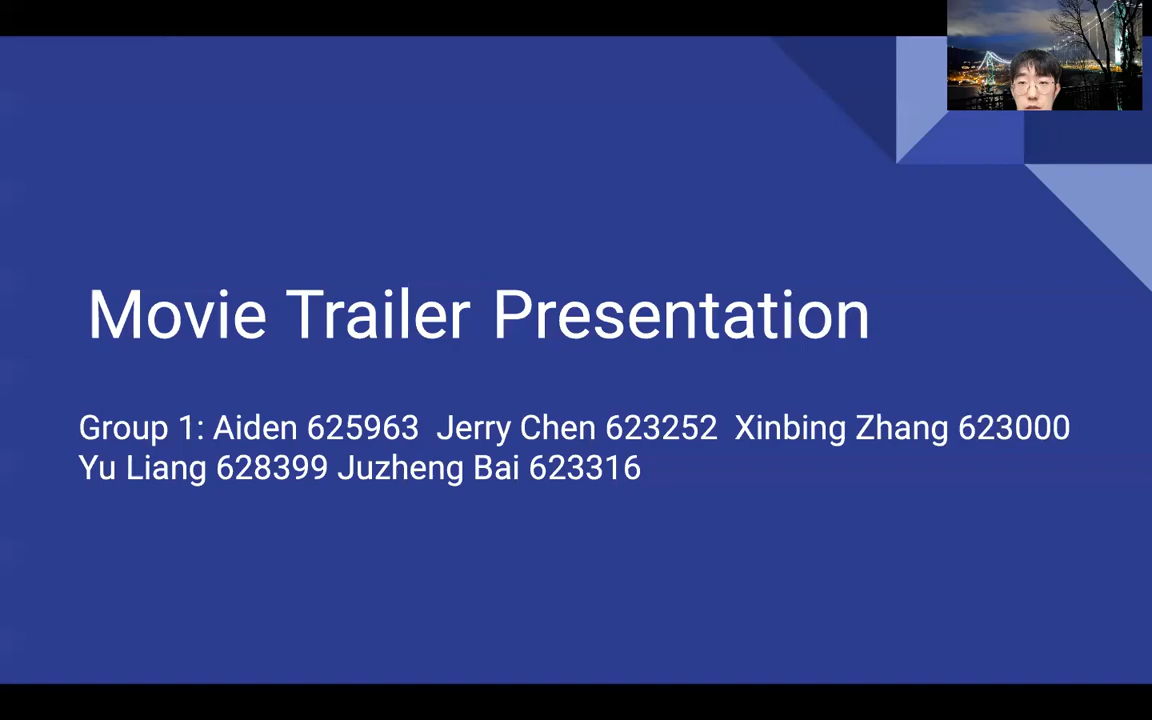 Movie Trailer Presentation
Group 1: Aiden 625963  Jerry Chen 623252  Xinbing Zhang 623000
Yu Liang 628399 Juzheng Bai 623316